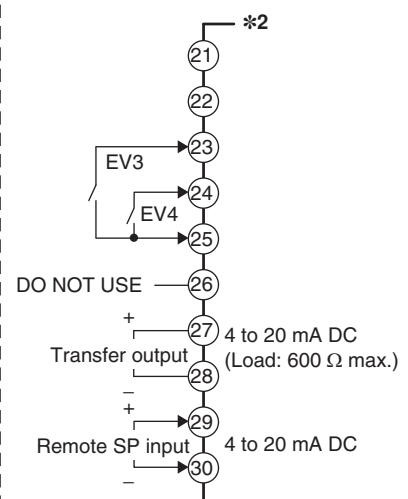 ✻2
21
22
23
EV3
24
EV4
25
DO NOT USE
26
+
27
4 to 20 mA DC
Transfer output
(Load: 600 Ω max.)
28
–
+
29
Remote SP input
4 to 20 mA DC
30
–